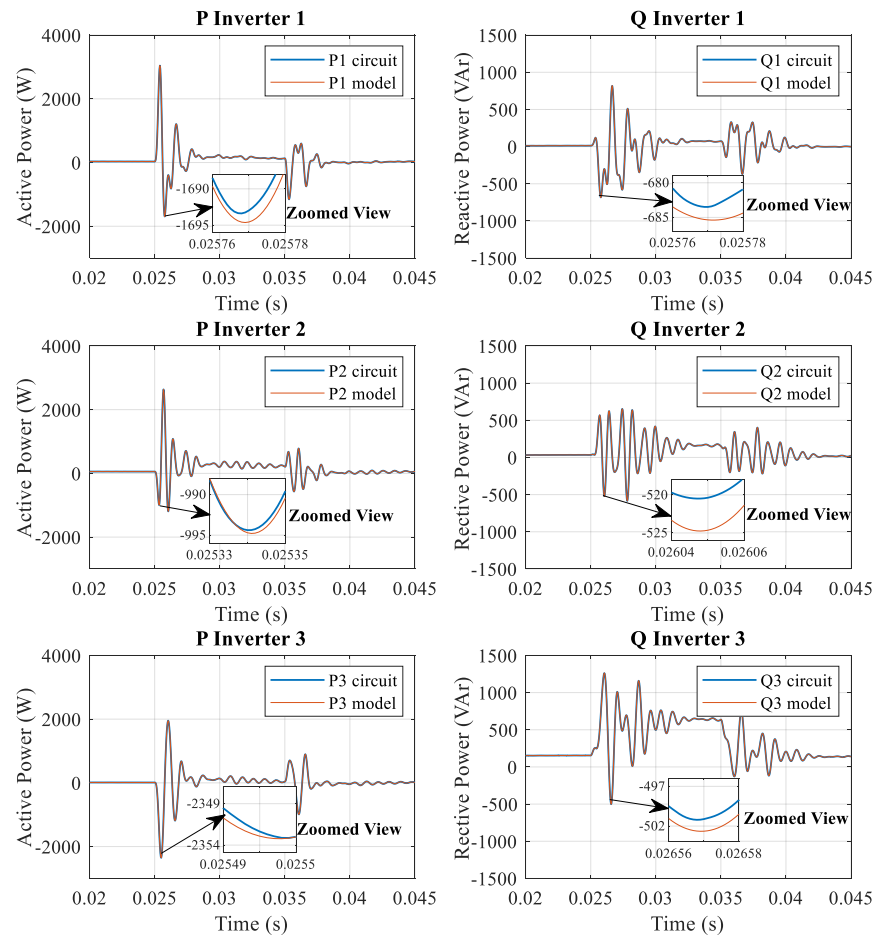 P Inverter 1
4000
2000
0
-2000
Active Power (W)
P1 circuit
P1 model
-1690
-1695
0.02576
0.02578
Zoomed View
0.02
0.025
0.03
0.035
0.04
0.045
Time (s)
Q Inverter 1
1500
1000
500
0
-500
-1000
-1500
Reactive Power (VAr)
Q1 circuit
Q1 model
-680
-685
0.02576
0.02578
Zoomed View
0.02
0.025
0.03
0.035
0.04
0.045
Time (s)
P Inverter 2
4000
2000
0
-2000
Active Power (W)
P2 circuit
P2 model
-990
-995
0.02533
0.02535
Zoomed View
0.02
0.025
0.03
0.035
0.04
0.045
Time (s)
Q Inverter 2
1500
1000
500
0
-500
-1000
-1500
Rective Power (VAr)
Q2 circuit
Q2 model
-520
-525
0.02604
0.02606
Zoomed View
0.02
0.025
0.03
0.035
0.04
0.045
Time (s)
P Inverter 3
4000
2000
0
-2000
Active Power (W)
P3 circuit
P3 model
-2349
-2354
0.02549
0.0255
Zoomed View
0.02
0.025
0.03
0.035
0.04
0.045
Time (s)
Q Inverter 3
1500
1000
500
0
-500
-1000
-1500
Rective Power (VAr)
Q3 circuit
Q3 model
-497
-502
0.02656
0.02658
Zoomed View
0.02
0.025
0.03
0.035
0.04
0.045
Time (s)